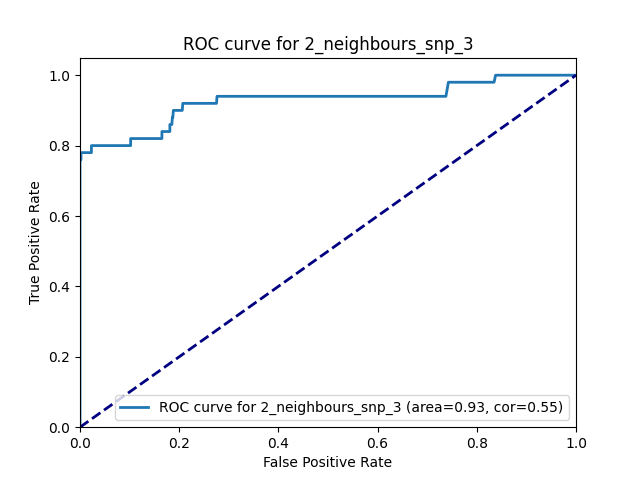 ROC curve for 2_neighbours_snp_3
1.0
0.8
0.6
0.4
0.2
0.0
True Positive Rate
ROC curve for 2_neighbours_snp_3 (area=0.93, cor=0.55)
0.0 0.2 0.4 0.6 0.8 1.0
False Positive Rate